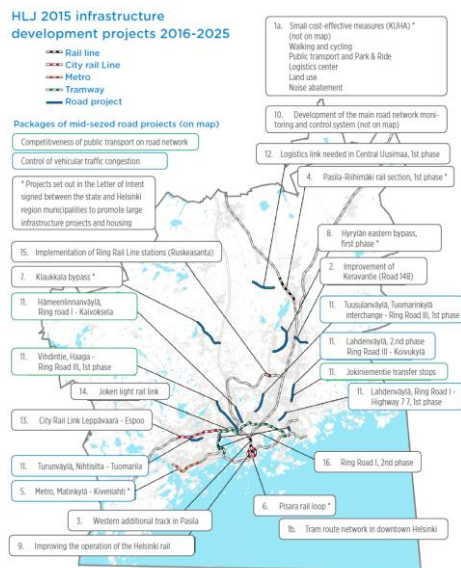 HLJ 2015 infrastructure
development projects 2016-2025
Rail line
City rail Line
Metro
Tramway
Road project
Packages of mid-sezed road projects (on map)
Competitiveness of public transport on road network
Control of vehicular traffic congestion
* Projects set out in the Letter of Intent
signed between the state and Helsinki
region municipalities to promote large
infrastructure projects and housing
1a. Small cost-effective measures (KUHA) *
(not on map)
Walking and cycling
Public transport and Park & Ride
Logistics center
Land use
Noise abatement
10. Development of the main road network moni-
toring and control system (not on map)
12. Logistics link needed in Central Uusimaa, 1st phase
4. Pasila-Riihimäki rail section, 1st phase *
8. Hyrylän eastern bypass,
first phase *
2. Improvement of
Keravantie (Road 148)
15. Implementation of Ring Rail Line stations (Ruskeasanta)
7. Klaukkala bypass *
11. Hämeenlinnanväylä,
Ring road I - Kaivoksela
11. Vihdintie, Haaga -
Ring Road III, 1st phase
14. Jokeri light rail link
13. City Rail Link Leppävaara - Espoo
11. Turunväylä, Nihtisilta - Tuomarila
5. Metro, Matinkylä - Kivenlahti *
3. Western additional track in Pasila
9. Improving the operation of the Helsinki rail
11. Tuusulanväylä, Tuomarinkylä
interchange - Ring Road III, 1st phase
11. Lahdenväylä, 2.nd phase
Ring Road III - Koivukylä
11. Jokiniementie transfer stops
11. Lahdenväylä, Ring Road I -
Highway 7 7, 1st phase
16. Ring Road I, 2nd phase
6. Pisara rail loop *
1b. Tram route network in downtown Helsinki